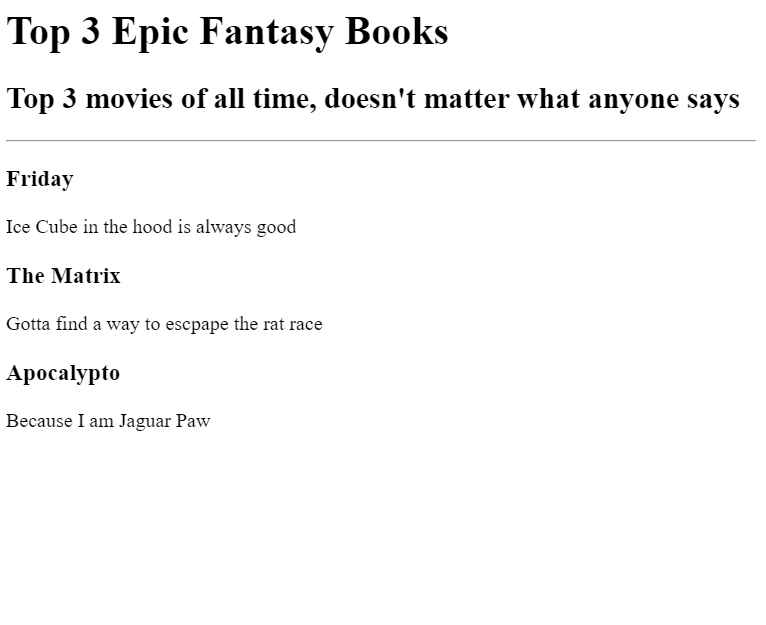 Top 3 Epic Fantasy Books
Top 3 movies of all time, doesn't matter what anyone says
Friday
Ice Cube in the hood is always good
The Matrix
Gotta find a way to escpape the rat race
Apocalypto
Because I am Jaguar Paw